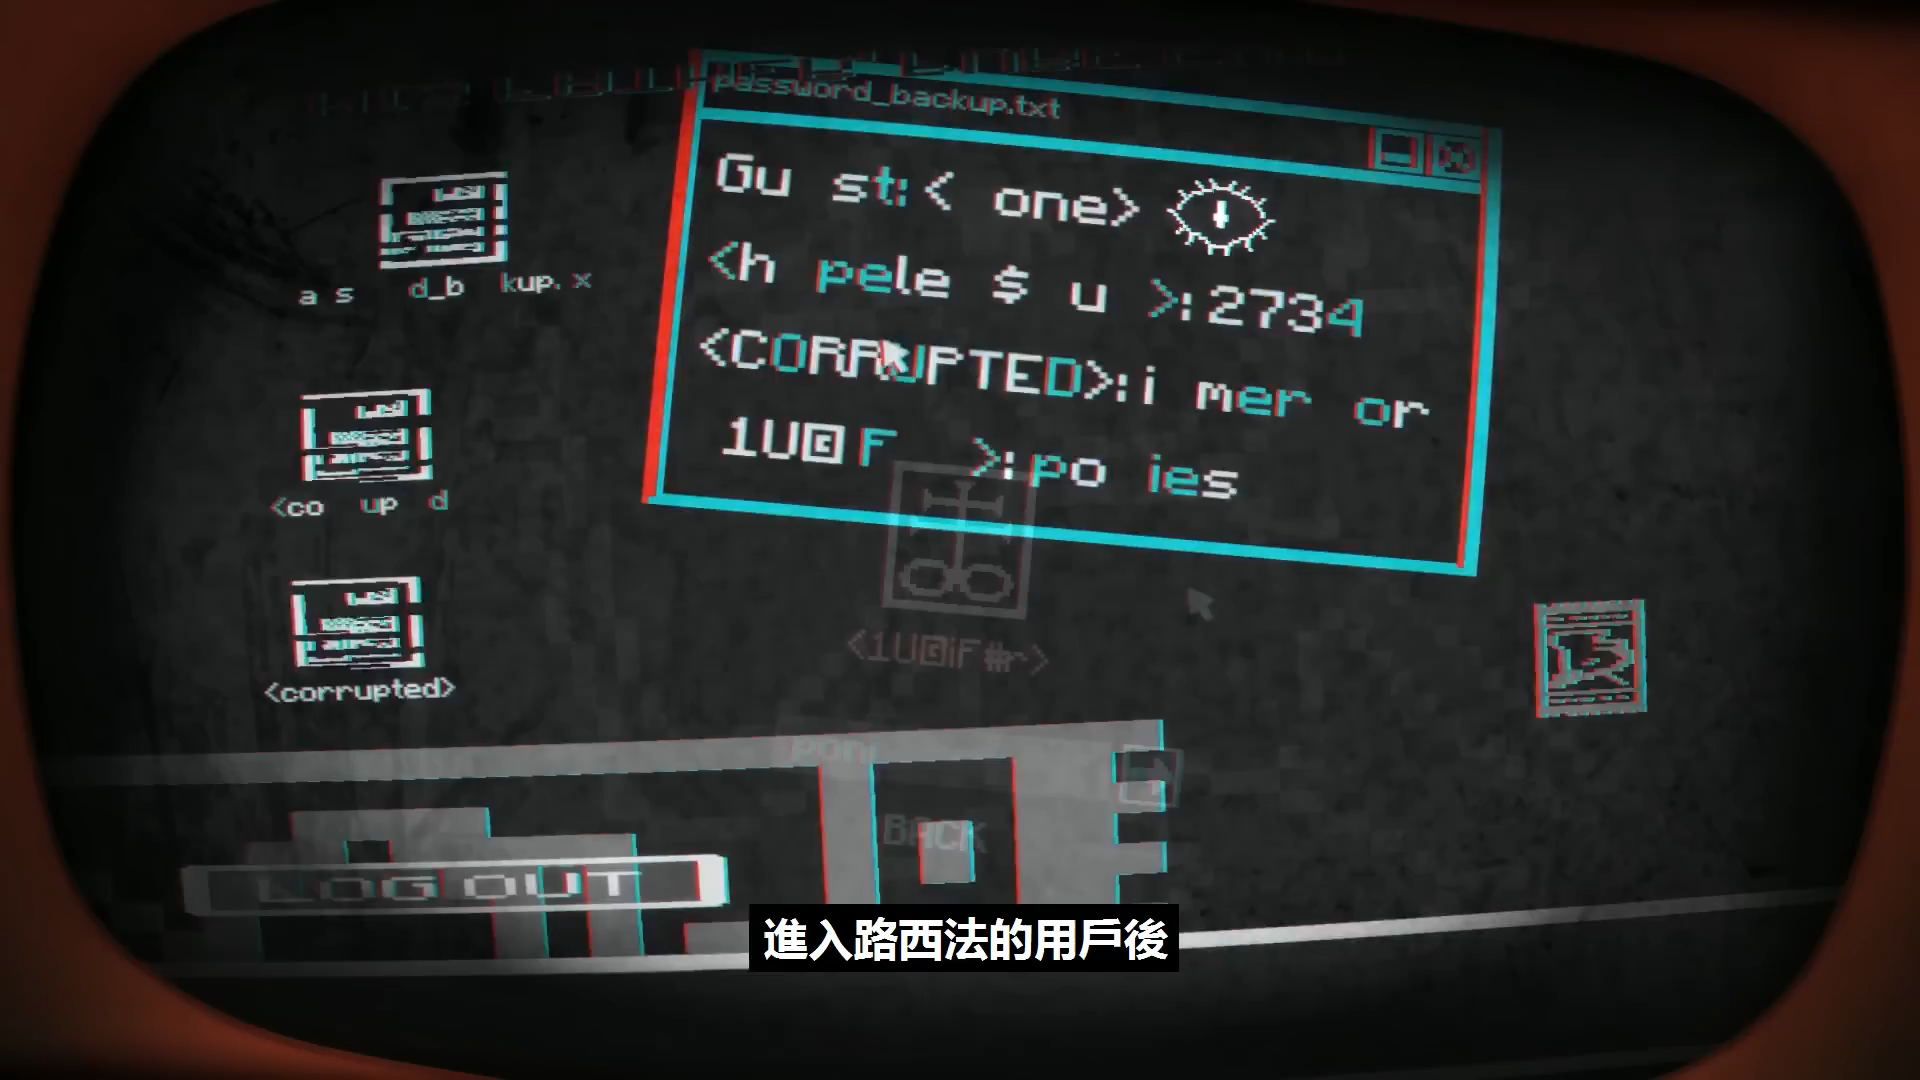 password_backup.txt
Gu st:< one>
<h pele $ u >:2734
<CORRUPTED>:i mer or
1U F >:po ies
a s d_b kup. x
<co up d
<corrupted>
BACK
LOG OUT
進入路西法的用戶後